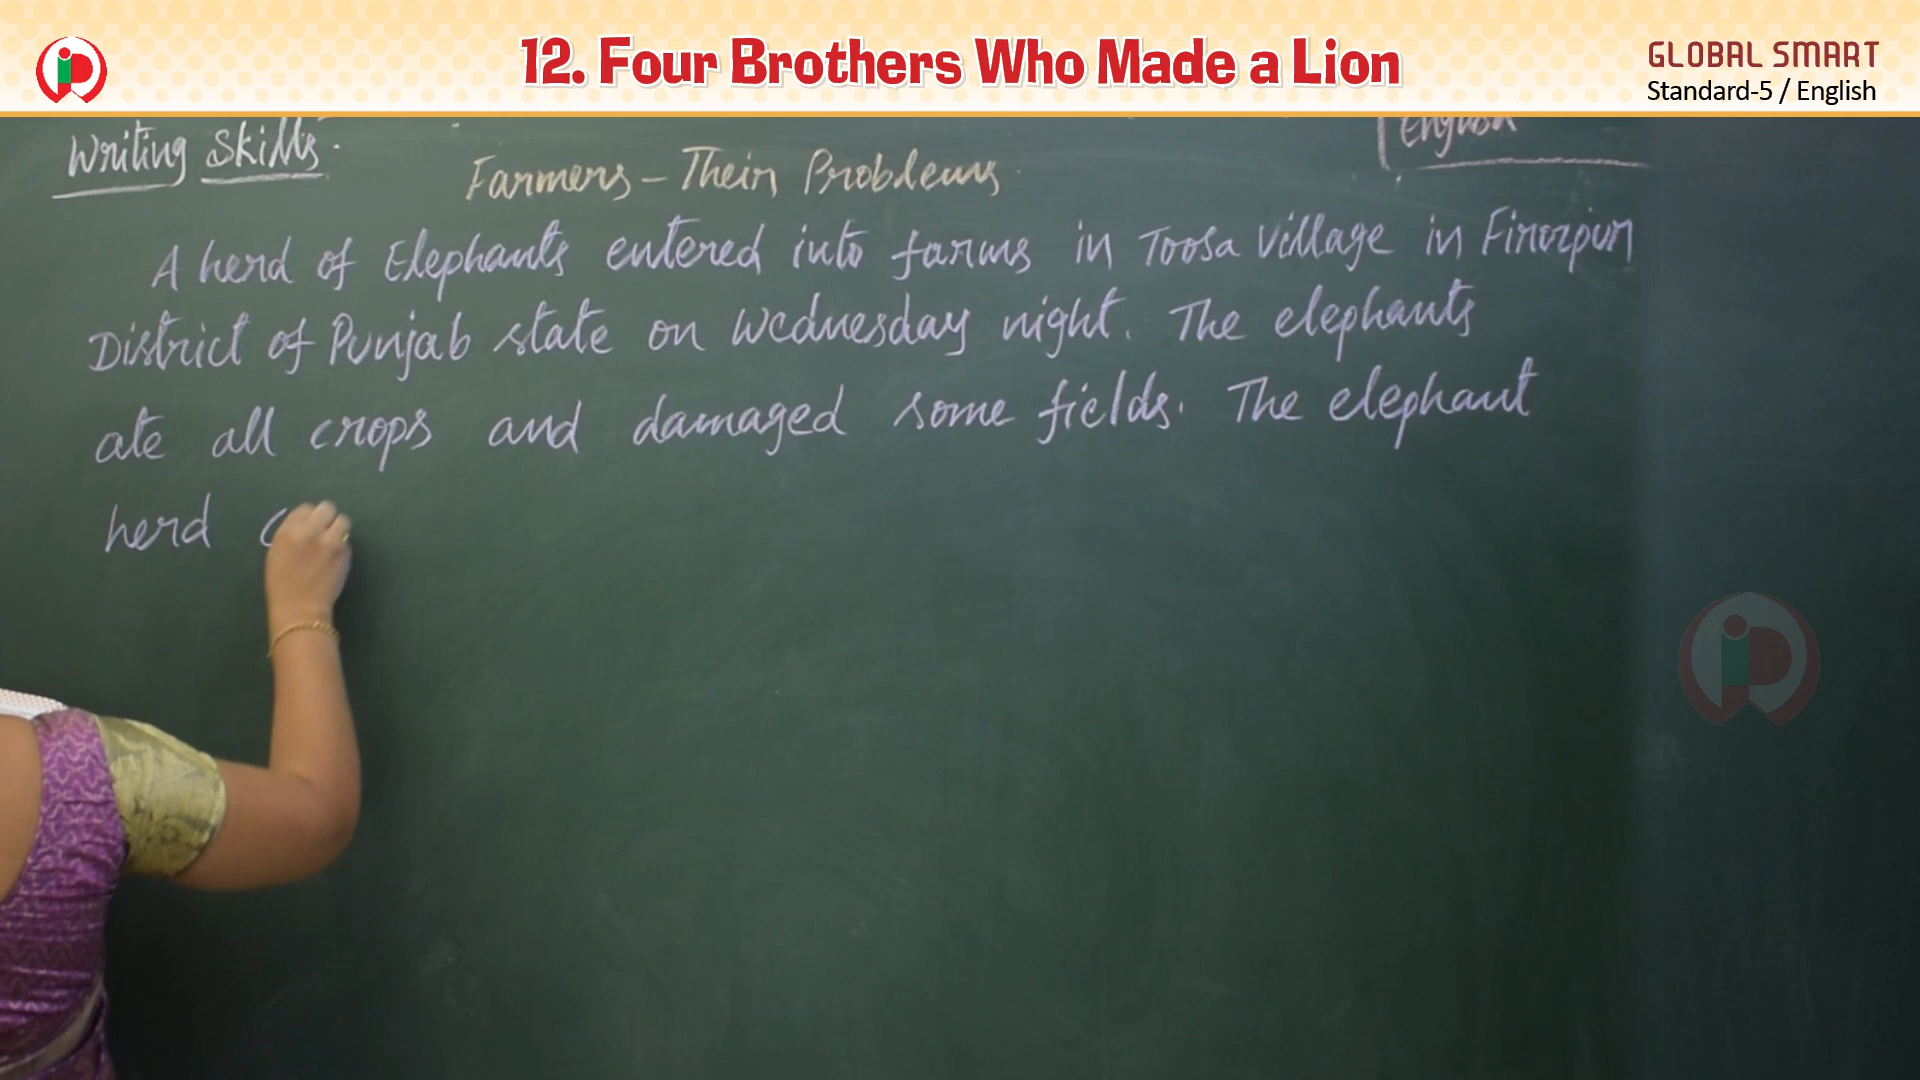 12. Four Brothers Who Made a Lion
GLOBAL SMART
Standard-5 / English
English
Writing Skills.
Farmers - Their Problems
A herd of Elephants entered into farms in Toosa Village in Firozpur
District of Punjab state on Wednesday night. The elephants
ate all crops and damaged some fields. The elephant
herd